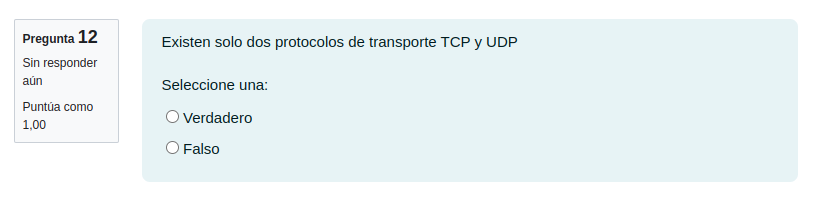 Pregunta 12
Sin responder
aún
Puntúa como
1,00
Existen solo dos protocolos de transporte TCP y UDP
Seleccione una:
Verdadero
Falso